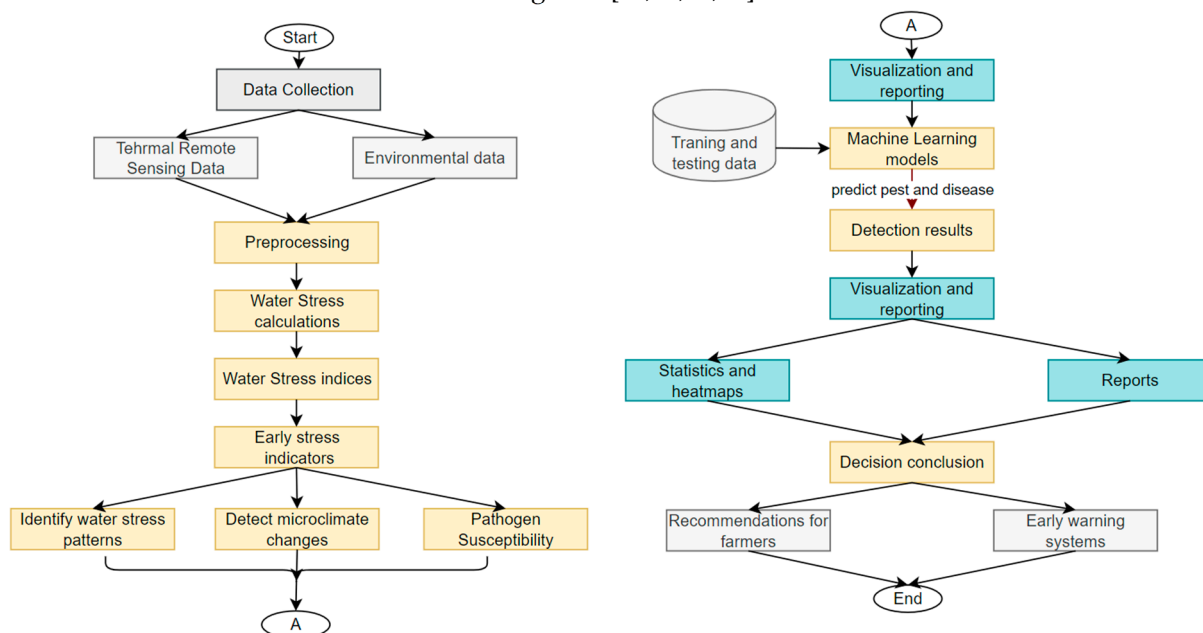 Start
Data Collection
Tehrmal Remote
Sensing Data
Environmental data
Preprocessing
Water Stress
calculations
Water Stress indices
Early stress
indicators
Identify water stress
patterns
Detect microclimate
changes
Pathogen
Susceptibility
A
A
Visualization and
reporting
Traning and
testing data
Machine Learning
models
predict pest and disease
Detection results
Visualization and
reporting
Statistics and
heatmaps
Reports
Decision conclusion
Recommendations for
farmers
Early warning
systems
End